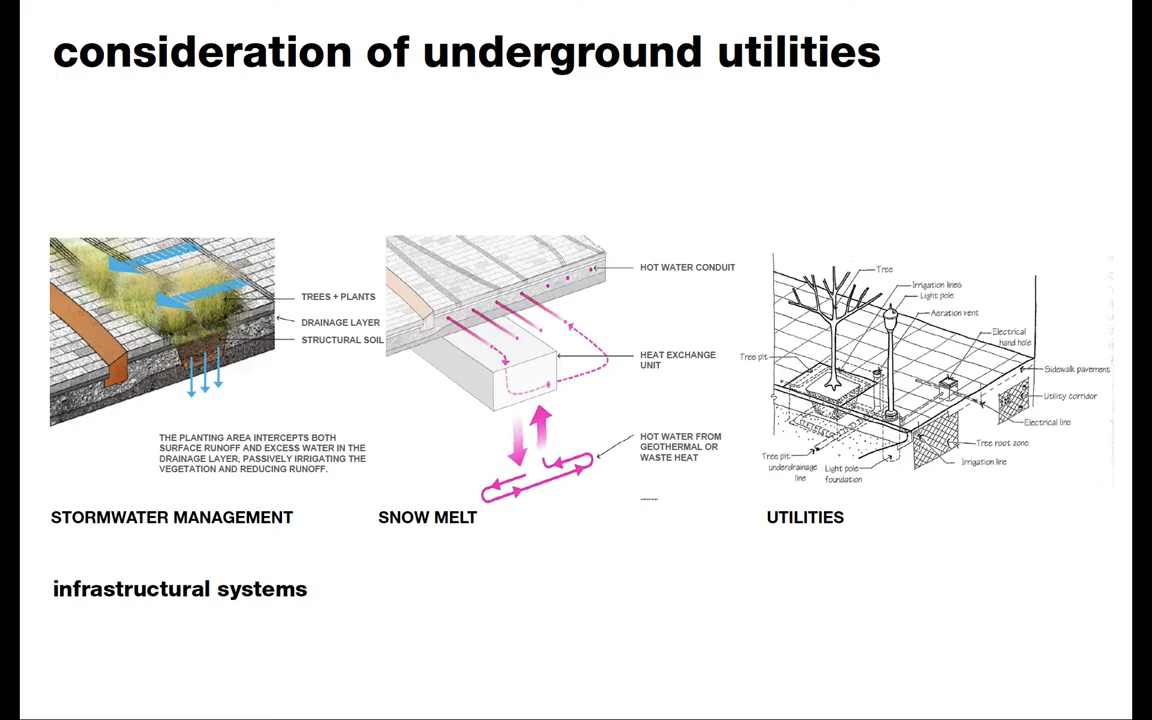 consideration of underground utilities
TREES + PLANTS
DRAINAGE LAYER
STRUCTURAL SOIL
THE PLANTING AREA INTERCEPTS BOTH
SURFACE RUNOFF AND EXCESS WATER IN THE
DRAINAGE LAYER, PASSIVELY IRRIGATING THE
VEGETATION AND REDUCING RUNOFF.
STORMWATER MANAGEMENT
HOT WATER CONDUIT
HEAT EXCHANGE
UNIT
HOT WATER FROM
GEOTHERMAL OR
WASTE HEAT
SNOW MELT
Tree
Irrigation lines
Light pole
Aeration vent
Electrical
hand hole
Tree pit
Sidewalk pavement
Utility corridor
Electrical line
Tree root zone
Irrigation line
Tree pit
underdrainage
line
Light pole
foundation
UTILITIES
infrastructural systems